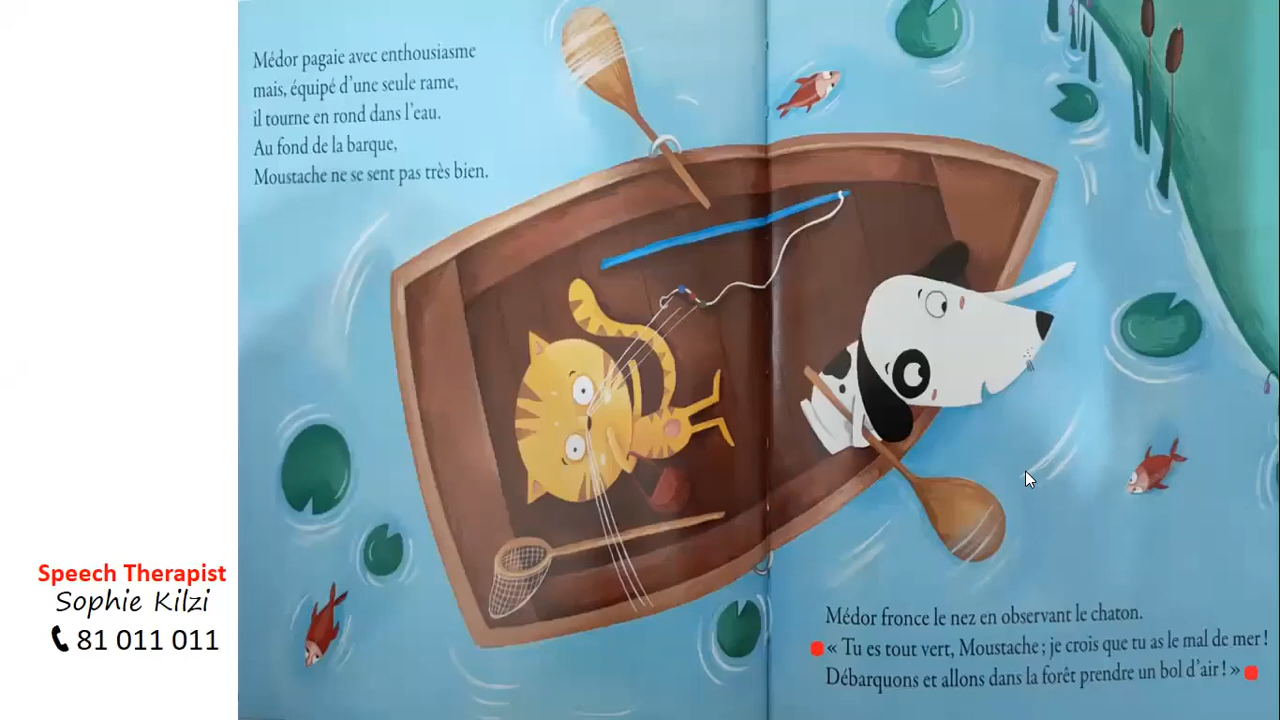 Médor pagaie avec enthousiasme
mais, équipé d'une seule rame,
il tourne en rond dans l'eau.
Au fond de la barque,
Moustache ne se sent pas très bien.
Speech Therapist
Sophie Kilzi
81 011 011
Médor fronce le nez en observant le chaton.
« Tu es tout vert, Moustache ; je crois que tu as le mal de mer !
Débarquons et allons dans la forêt prendre un bol d'air ! »